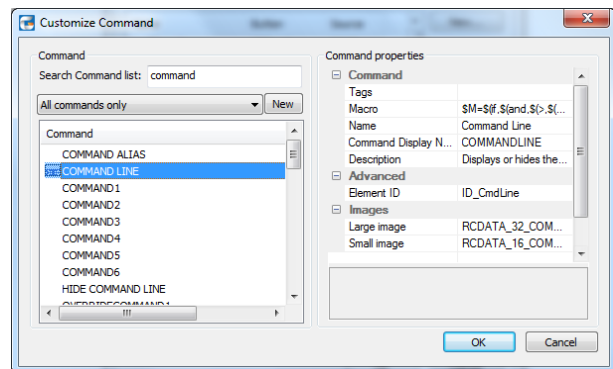 Customize Command
Command
Search Command list: command
All commands only New
Command
COMMAND ALIAS
COMMAND LINE
COMMAND1
COMMAND2
COMMAND3
COMMAND4
COMMAND5
COMMAND6
HIDE COMMAND LINE
OVERRIDECOMMAND1
Command properties
Command
Tags
Macro $M=$(if,$(and,$(>,$(...
Name Command Line
Command Display N... COMMANDLINE
Description Displays or hides the...
Advanced
Element ID ID_CmdLine
Images
Large image RCDATA_32_COM...
Small image RCDATA_16_COM...
OK Cancel